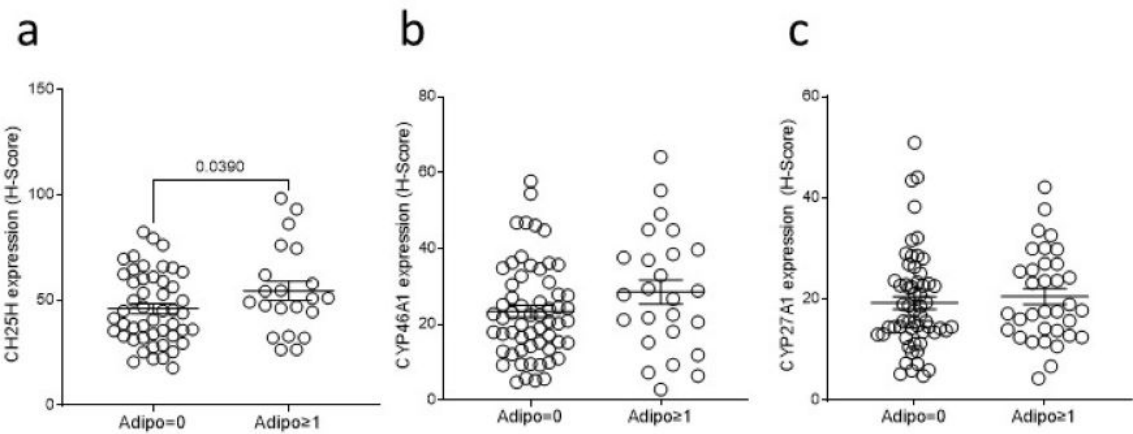 a
b
c
CH25H expression (H-Score)
150
100
50
0
0.0390
Adipo=0
Adipo≥1
CYP46A1 expression (H-Score)
80
60
40
20
0
Adipo=0
Adipo≥1
CYP27A1 expression (H-Score)
60
40
20
0
Adipo=0
Adipo≥1